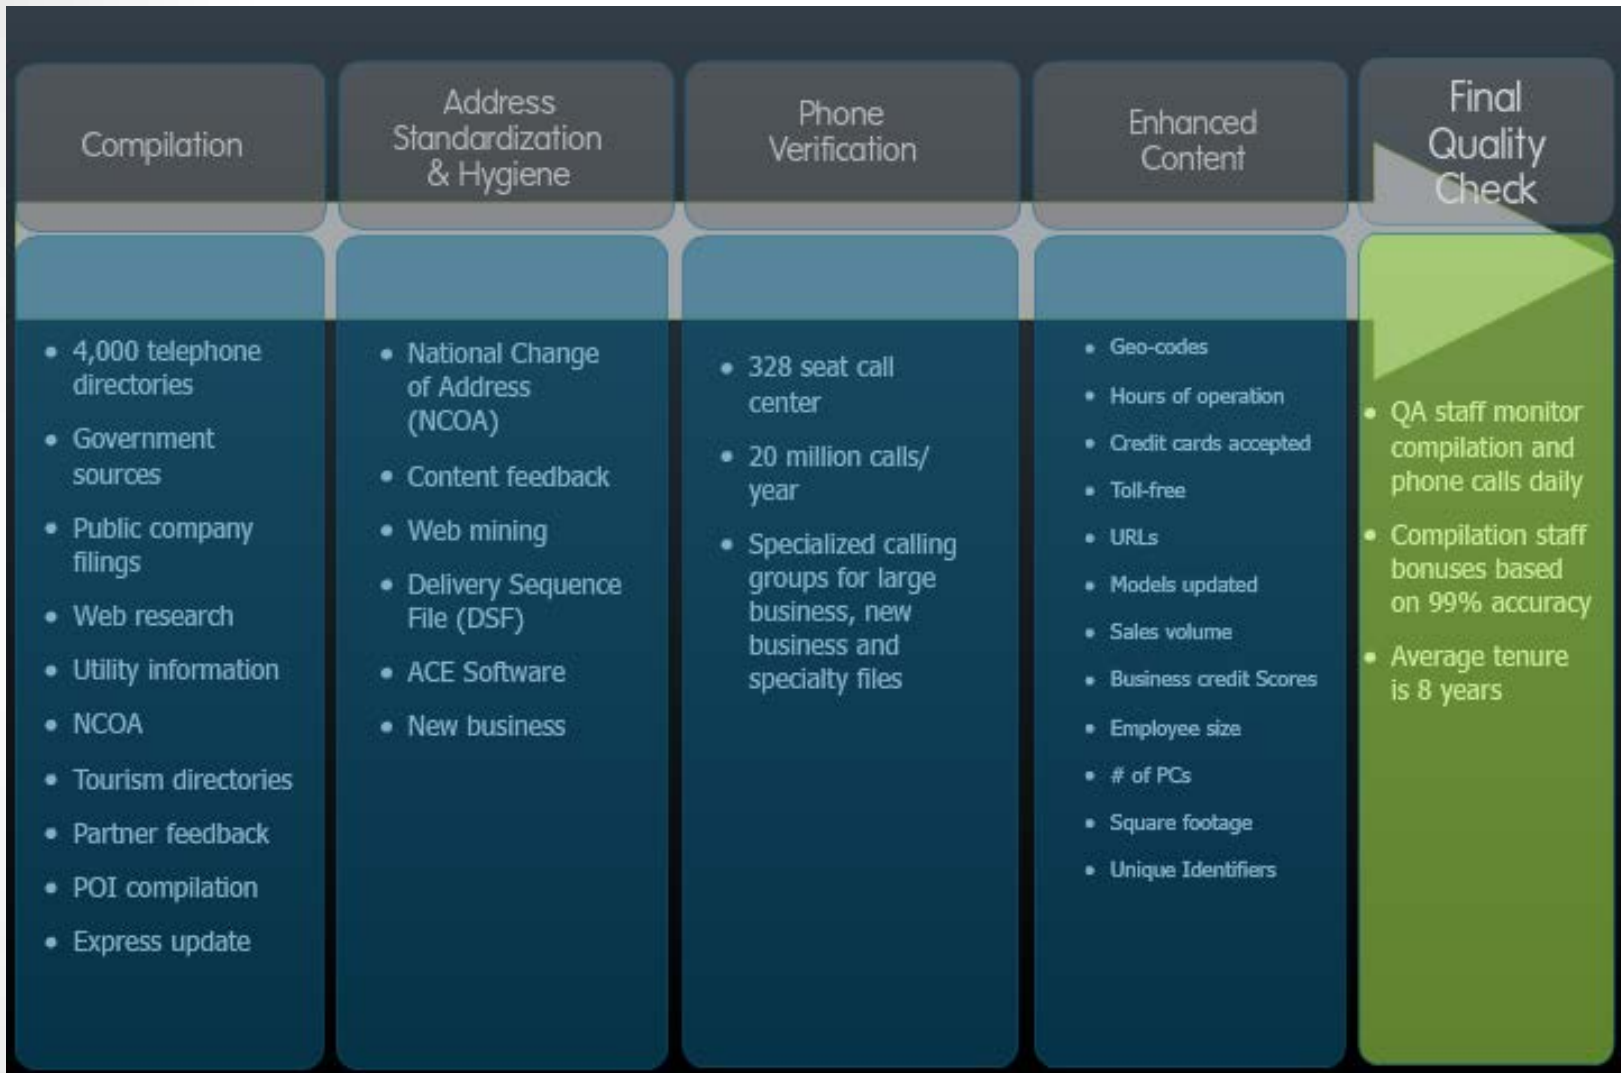 Compilation
• 4,000 telephone
directories
• Government
sources
• Public company
filings
• Web research
• Utility information
• NCOA
• Tourism directories
• Partner feedback
• POI compilation
• Express update
Address
Standardization
& Hygiene
• National Change
of Address
(NCOA)
• Content feedback
• Web mining
• Delivery Sequence
File (DSF)
• ACE Software
• New business
Phone
Verification
• 328 seat call
center
• 20 million calls/
year
• Specialized calling
groups for large
business, new
business and
specialty files
Enhanced
Content
• Geo-codes
• Hours of operation
• Credit cards accepted
• Toll-free
• URLs
• Models updated
• Sales volume
• Business credit Scores
• Employee size
• # of PCs
• Square footage
• Unique Identifiers
Final
Quality
Check
• QA staff monitor
compilation and
phone calls daily
• Compilation staff
bonuses based
on 99% accuracy
• Average tenure
is 8 years